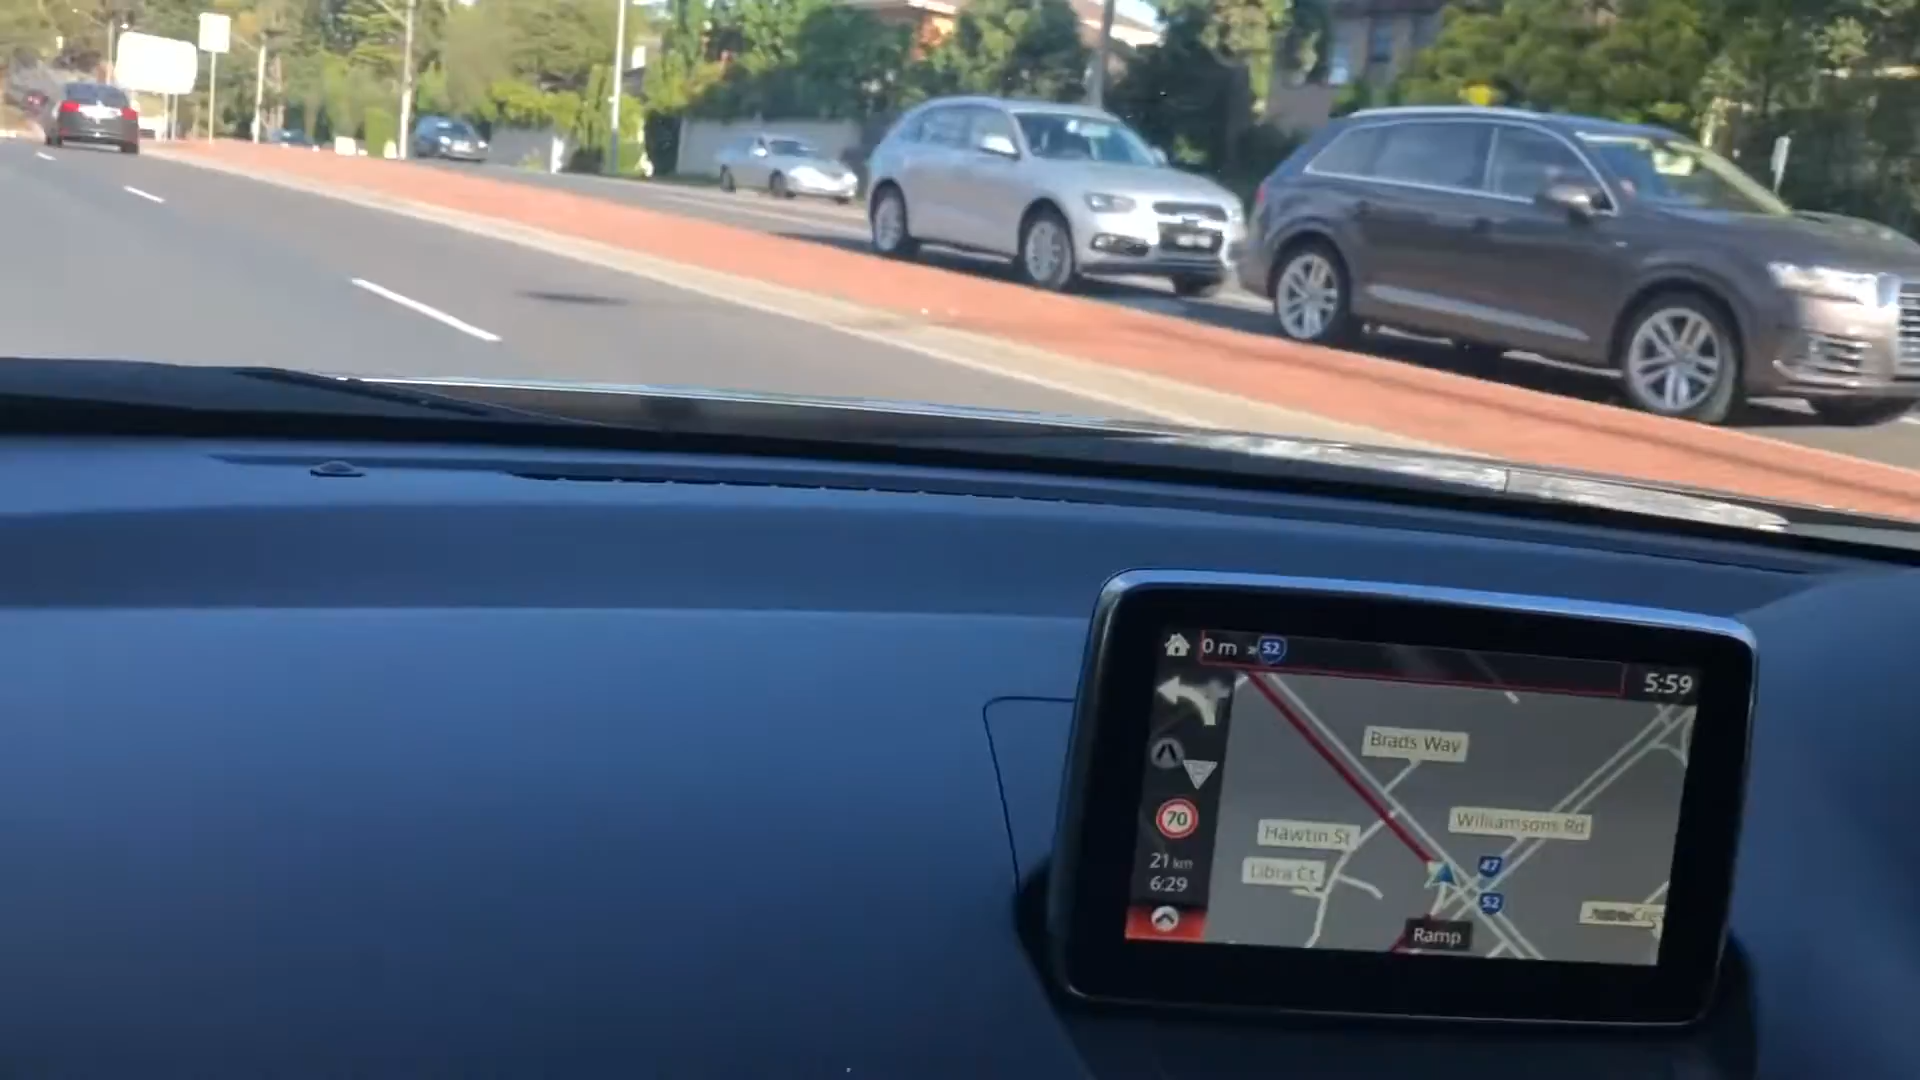 0 m » 52
5:59
Brads Way
70
Williamsons Rd
Hawtin St
21 km
47
Libra Ct
6:29
52
Ramp